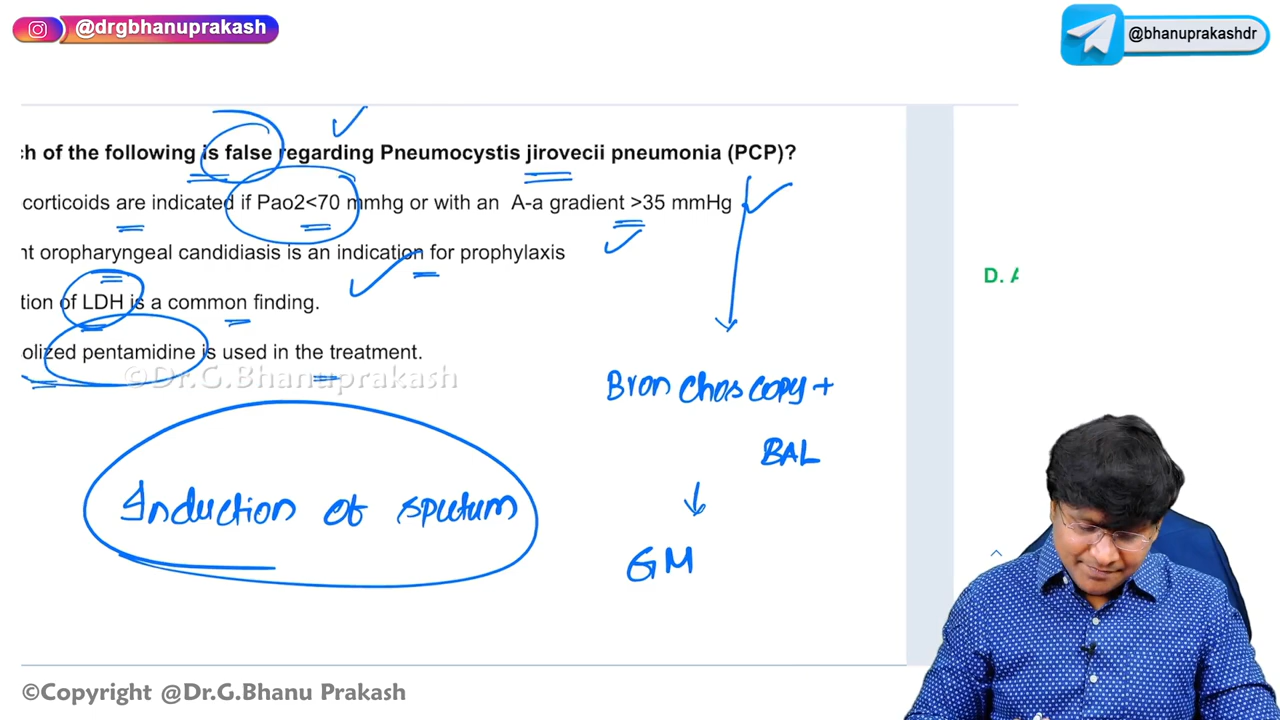 @drgbhanuprakash
@bhanuprakashdr
ch of the following is false regarding Pneumocystis jirovecii pneumonia (PCP)?
corticoids are indicated if Pao2<70 mmhg or with an A-a gradient >35 mmHg
nt oropharyngeal candidiasis is an indication for prophylaxis
tion of LDH is a common finding.
olized pentamidine is used in the treatment.
D. A
©Dr.G.Bhanuprakash
Bronchoscopy +
BAL
Induction of sputum
GM
©Copyright @Dr.G.Bhanu Prakash